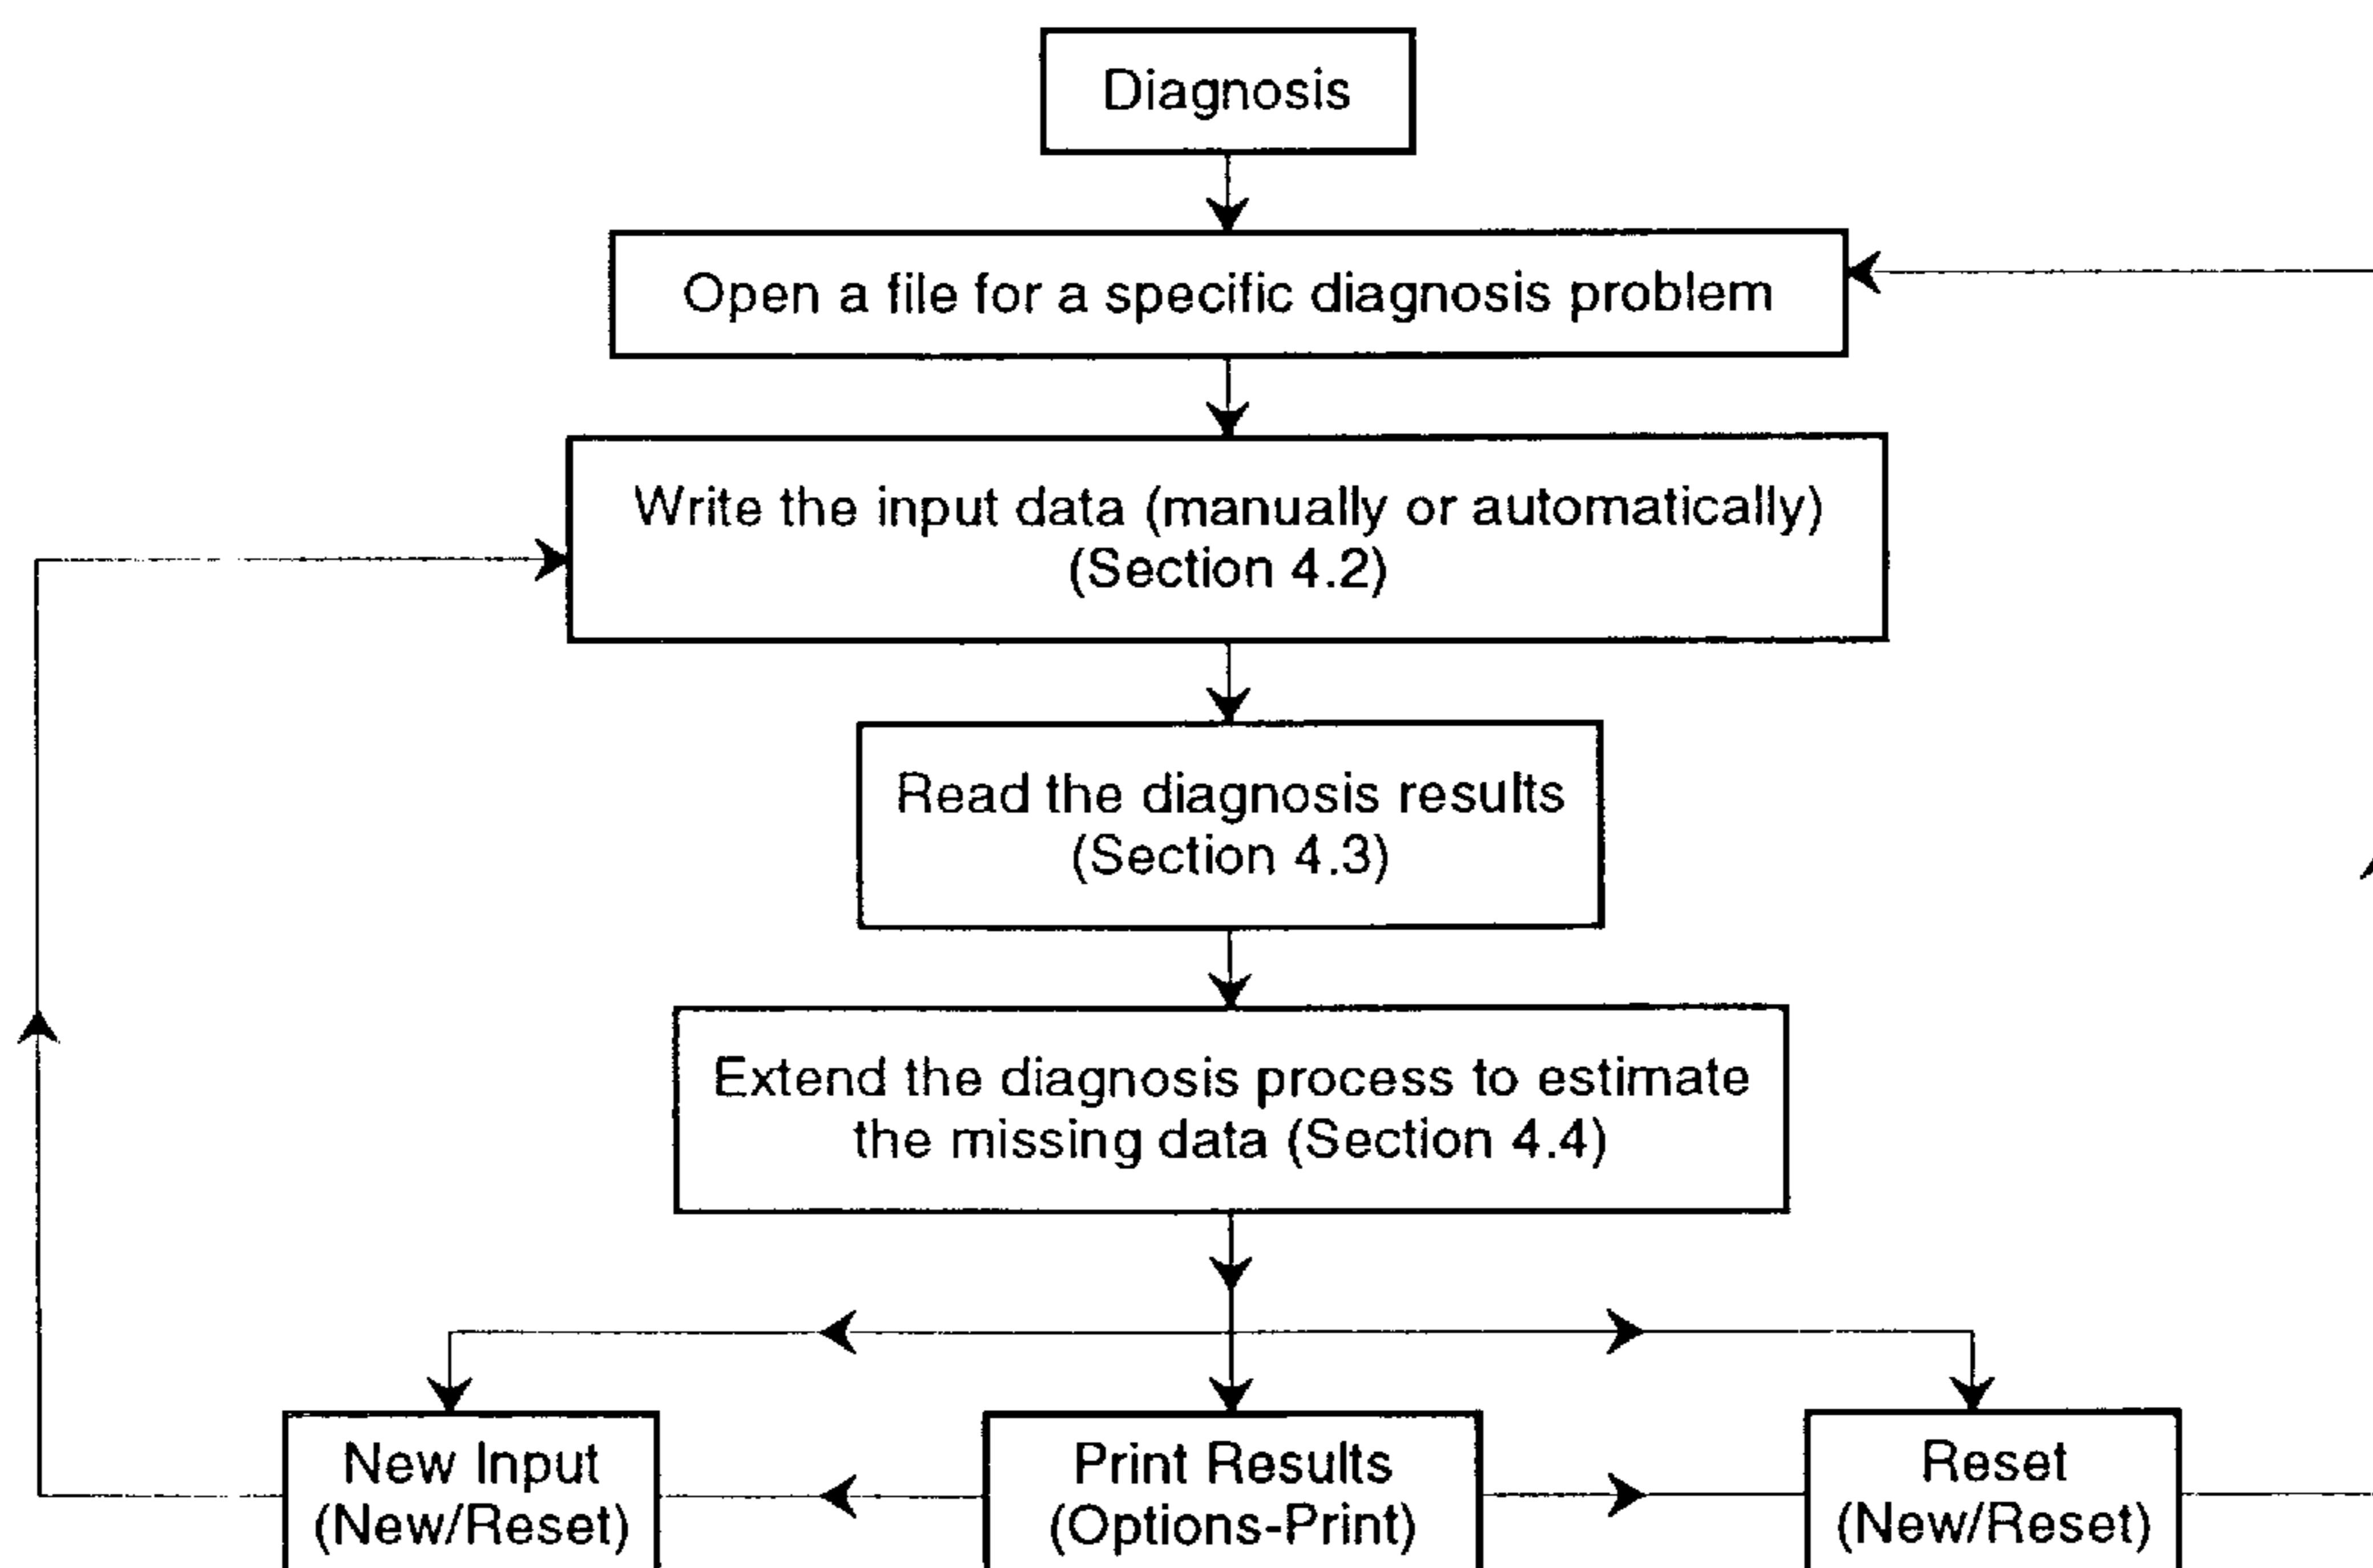 Diagnosis
Open a file for a specific diagnosis problem
Write the input data (manually or automatically)
(Section 4.2)
Read the diagnosis results
(Section 4.3)
Extend the diagnosis process to estimate
the missing data (Section 4.4)
New Input
(New/Reset)
Print Results
(Options-Print)
Reset
(New/Reset)